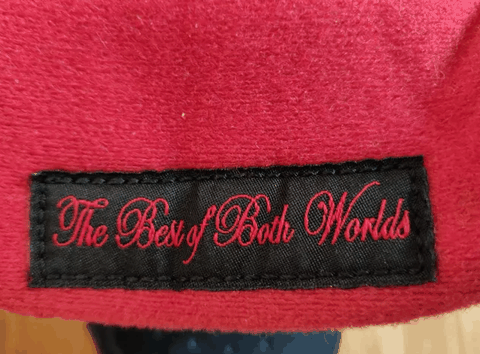 The Best of Both Worlds